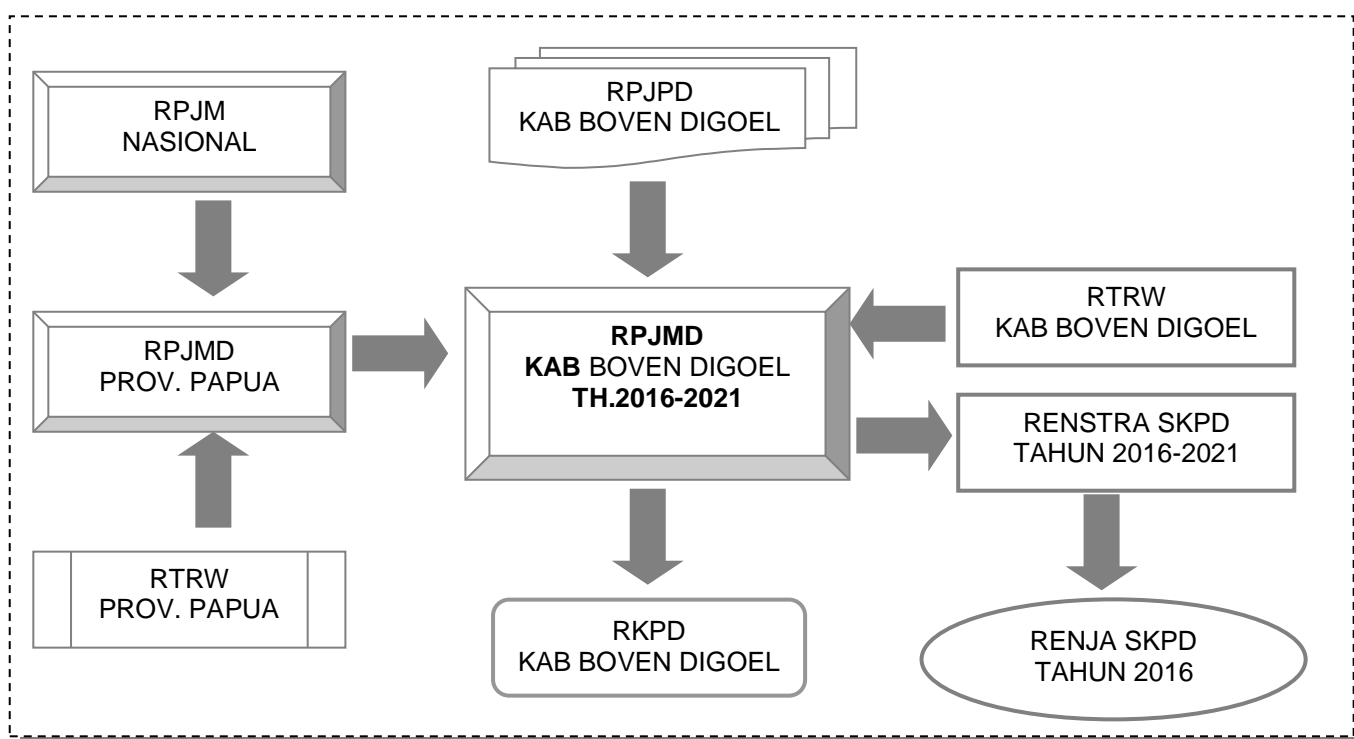 RPJM
NASIONAL
RPJPD
KAB BOVEN DIGOEL
RPJMD
PROV. PAPUA
RPJMD
KAB BOVEN DIGOEL
TH.2016-2021
RTRW
KAB BOVEN DIGOEL
RENSTRA SKPD
TAHUN 2016-2021
RTRW
PROV. PAPUA
RKPD
KAB BOVEN DIGOEL
RENJA SKPD
TAHUN 2016